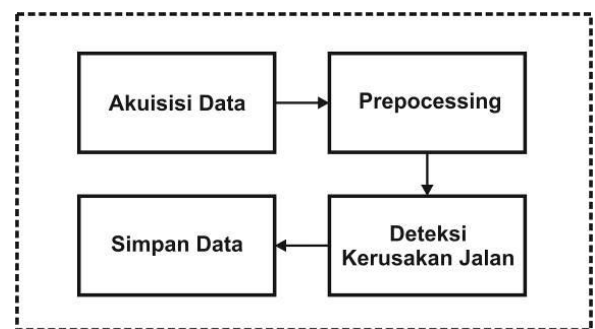 Akuisisi Data
Prepocessing
Deteksi
Kerusakan Jalan
Simpan Data